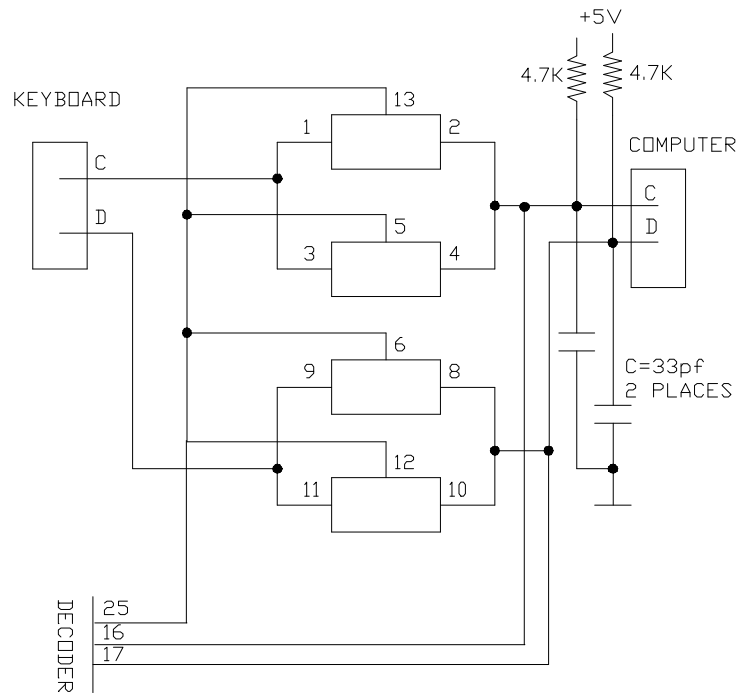 +5V
4.7K
4.7K
KEYBOARD
13
1
2
COMPUTER
C
C
D
D
5
3
4
6
9
8
C=33pf
2 PLACES
12
11
10
DECODER
25
16
17